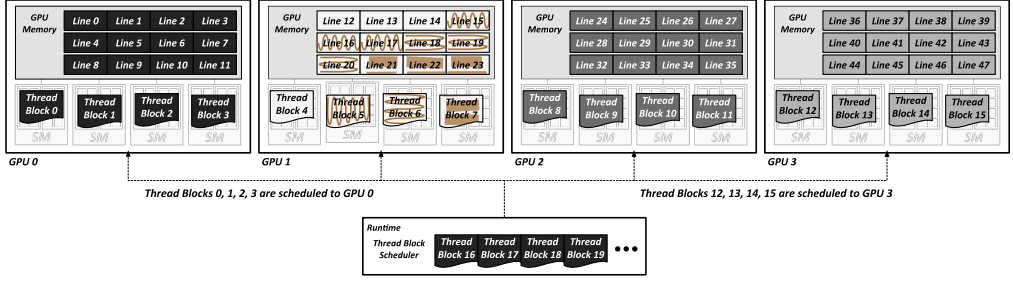 GPU
Memory
Line 0 Line 1 Line 2 Line 3
Line 4 Line 5 Line 6 Line 7
Line 8 Line 9 Line 10 Line 11
Thread
Block 0
Thread
Block 1
Thread
Block 2
Thread
Block 3
SM SM SM SM
GPU 0
GPU
Memory
Line 12 Line 13 Line 14 Line 15
Line 16 Line 17 Line 18 Line 19
Line 20 Line 21 Line 22 Line 23
Thread
Block 4
Thread
Block 5
Thread
Block 6
Thread
Block 7
SM SM SM SM
GPU 1
GPU
Memory
Line 24 Line 25 Line 26 Line 27
Line 28 Line 29 Line 30 Line 31
Line 32 Line 33 Line 34 Line 35
Thread
Block 8
Thread
Block 9
Thread
Block 10
Thread
Block 11
SM SM SM SM
GPU 2
GPU
Memory
Line 36 Line 37 Line 38 Line 39
Line 40 Line 41 Line 42 Line 43
Line 44 Line 45 Line 46 Line 47
Thread
Block 12
Thread
Block 13
Thread
Block 14
Thread
Block 15
SM SM SM SM
GPU 3
Thread Blocks 0, 1, 2, 3 are scheduled to GPU 0
Thread Blocks 12, 13, 14, 15 are scheduled to GPU 3
Runtime
Thread Block
Scheduler
Thread
Block 16
Thread
Block 17
Thread
Block 18
Thread
Block 19